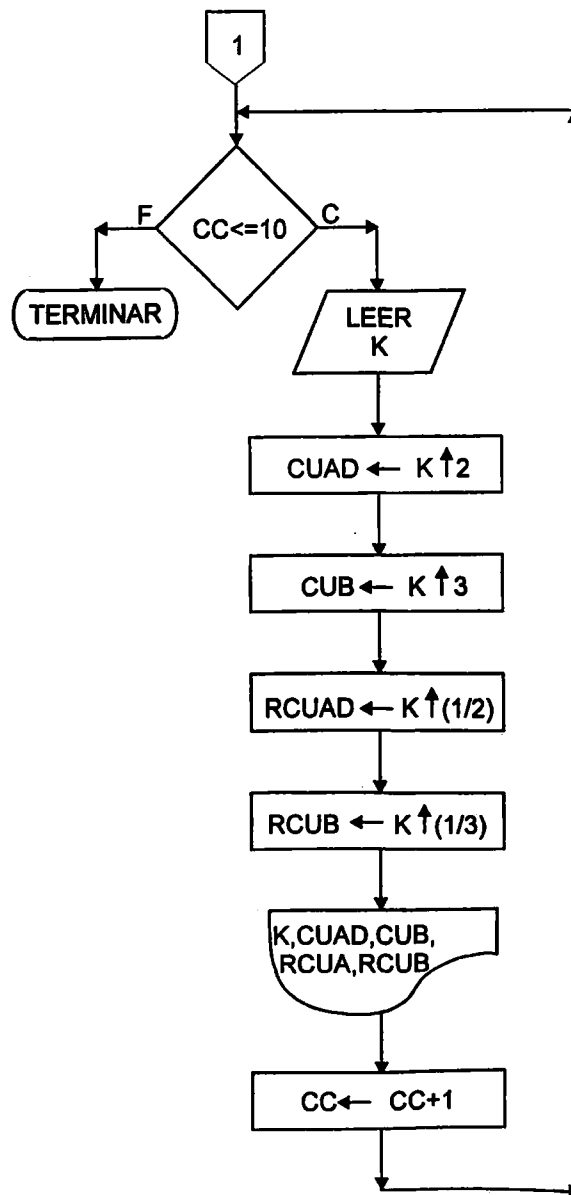 1
F
CC<=10
C
TERMINAR
LEER
K
CUAD ← K↑2
CUB ← K↑3
RCUAD ← K↑(1/2)
RCUB ← K↑(1/3)
K,CUAD,CUB,
RCUA,RCUB
CC← CC+1